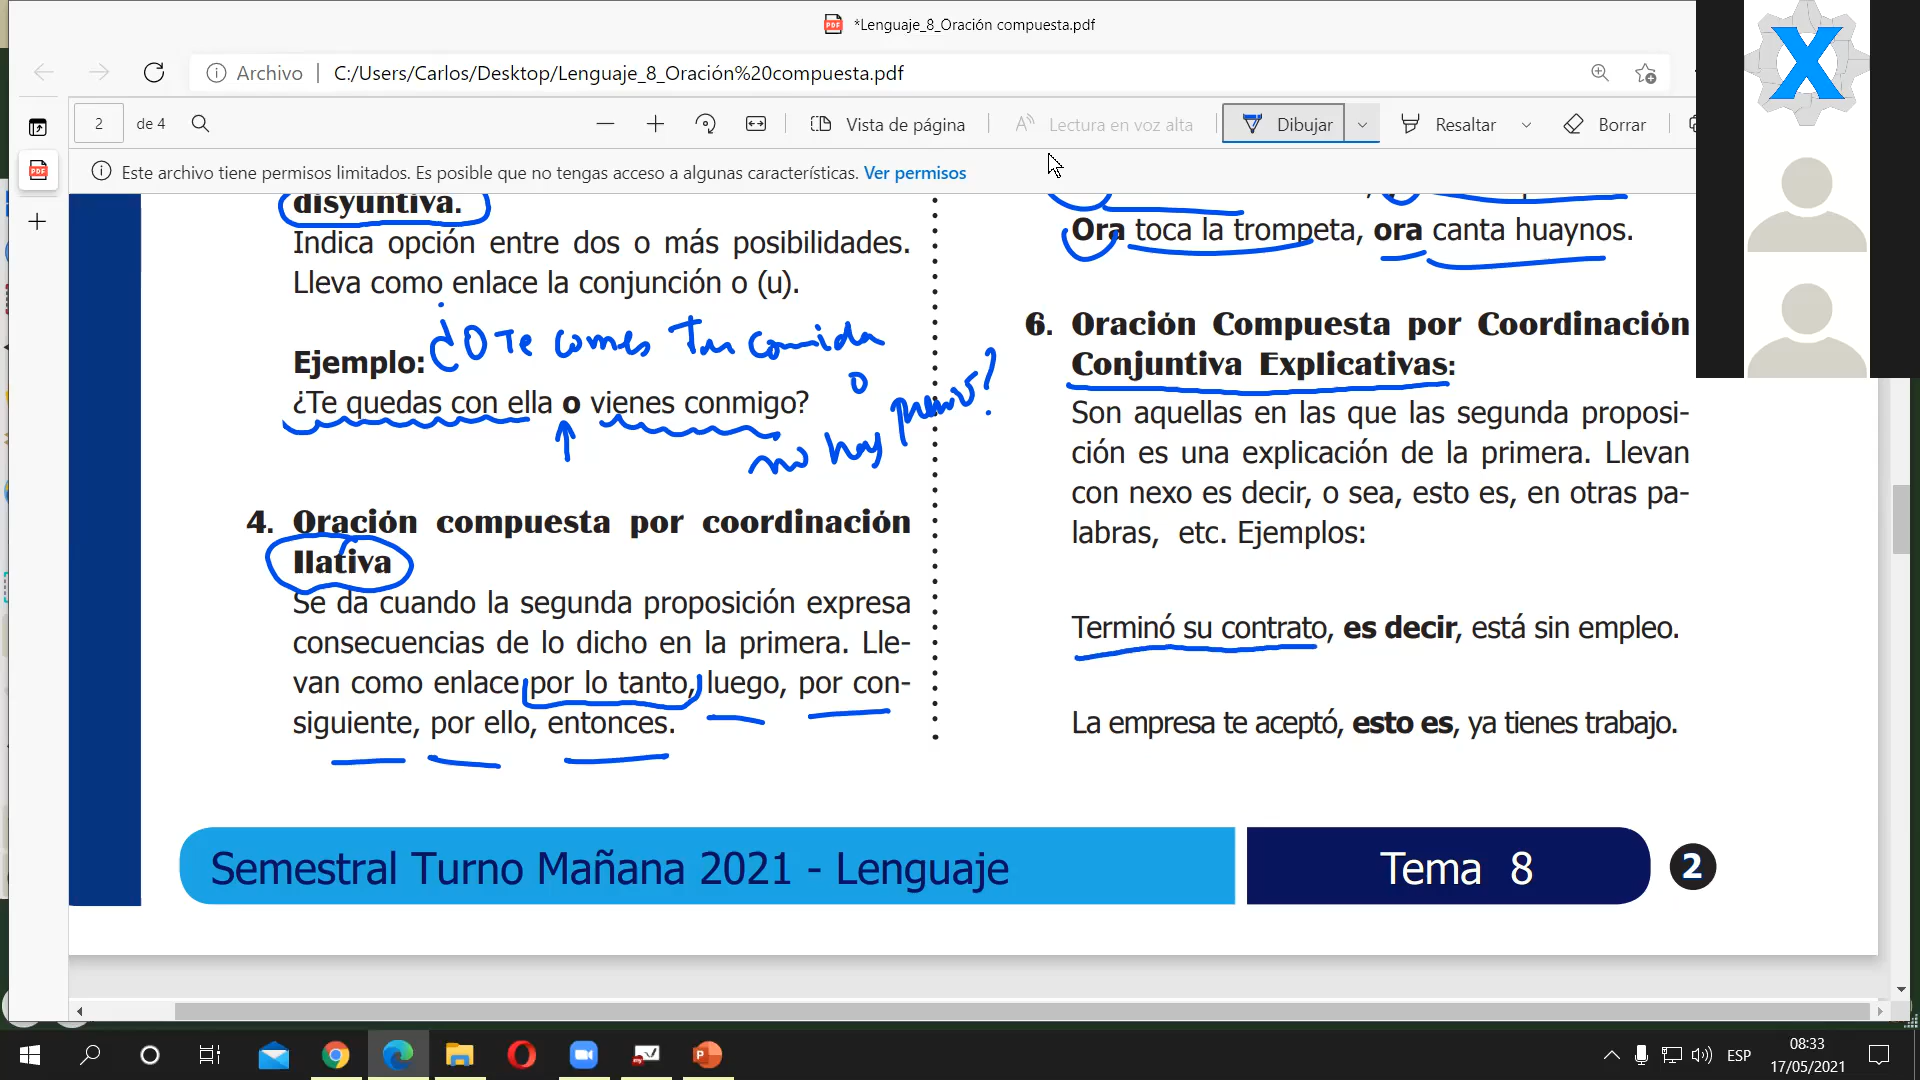 *Lenguaje_8_Oración compuesta.pdf
Archivo | C:/Users/Carlos/Desktop/Lenguaje_8_Oración%20compuesta.pdf
2 de 4
Vista de página
Lectura en voz alta
Dibujar
Resaltar
Borrar
Este archivo tiene permisos limitados. Es posible que no tengas acceso a algunas características. Ver permisos
disyuntiva.
Indica opción entre dos o más posibilidades.
Lleva como enlace la conjunción o (u).
¿O Te comes Tu comida
o
no hay premio?
Ejemplo:
¿Te quedas con ella o vienes conmigo?
4. Oración compuesta por coordinación
Ilativa
Se da cuando la segunda proposición expresa
consecuencias de lo dicho en la primera. Lle-
van como enlace por lo tanto, luego, por con-
siguiente, por ello, entonces.
Ora toca la trompeta, ora canta huaynos.
6. Oración Compuesta por Coordinación
Conjuntiva Explicativas:
Son aquellas en las que las segunda proposi-
ción es una explicación de la primera. Llevan
con nexo es decir, o sea, esto es, en otras pa-
labras, etc. Ejemplos:
Terminó su contrato, es decir, está sin empleo.
La empresa te aceptó, esto es, ya tienes trabajo.
Semestral Turno Mañana 2021 - Lenguaje
Tema 8
2
X
ESP
08:33
17/05/2021